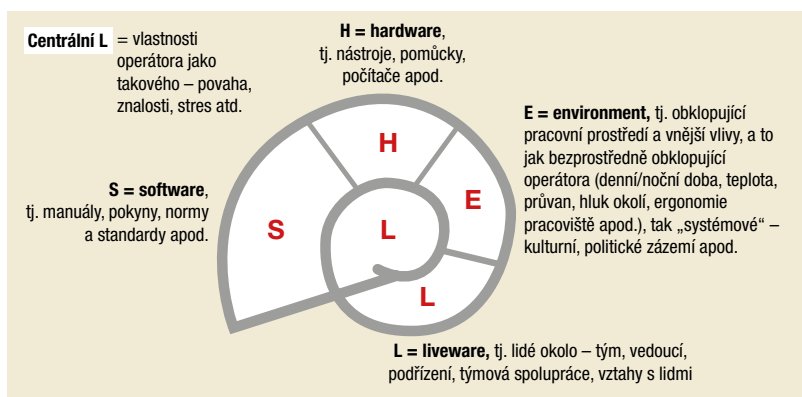 Centrální L = vlastnosti
operátora jako
takového – povaha,
znalosti, stres atd.
H = hardware,
tj. nástroje, pomůcky,
počítače apod.
E = environment, tj. obklopující
pracovní prostředí a vnější vlivy, a to
jak bezprostředně obklopující
operátora (denní/noční doba, teplota,
průvan, hluk okolí, ergonomie
pracoviště apod.), tak „systémové“ –
kulturní, politické zázemí apod.
S = software,
tj. manuály, pokyny, normy
a standardy apod.
H
E
S
L
L
L = liveware, tj. lidé okolo – tým, vedoucí,
podřízení, týmová spolupráce, vztahy s lidmi